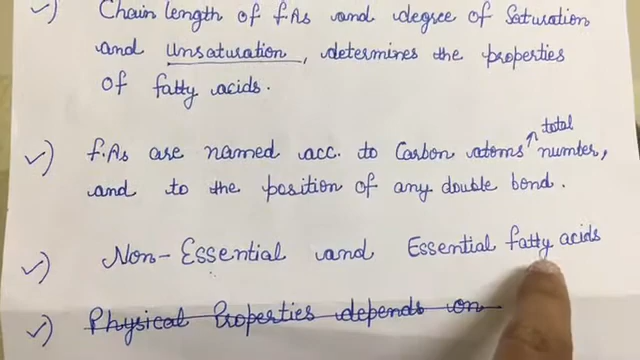 Chain length of f.As and degree of Saturation
and Unsaturation, determines the properties
of fatty acids.
total
f.As are named acc. to Carbon atoms number,
and to the position of any double bond.
Non-Essential and Essential fatty acids
Physical Properties depends on